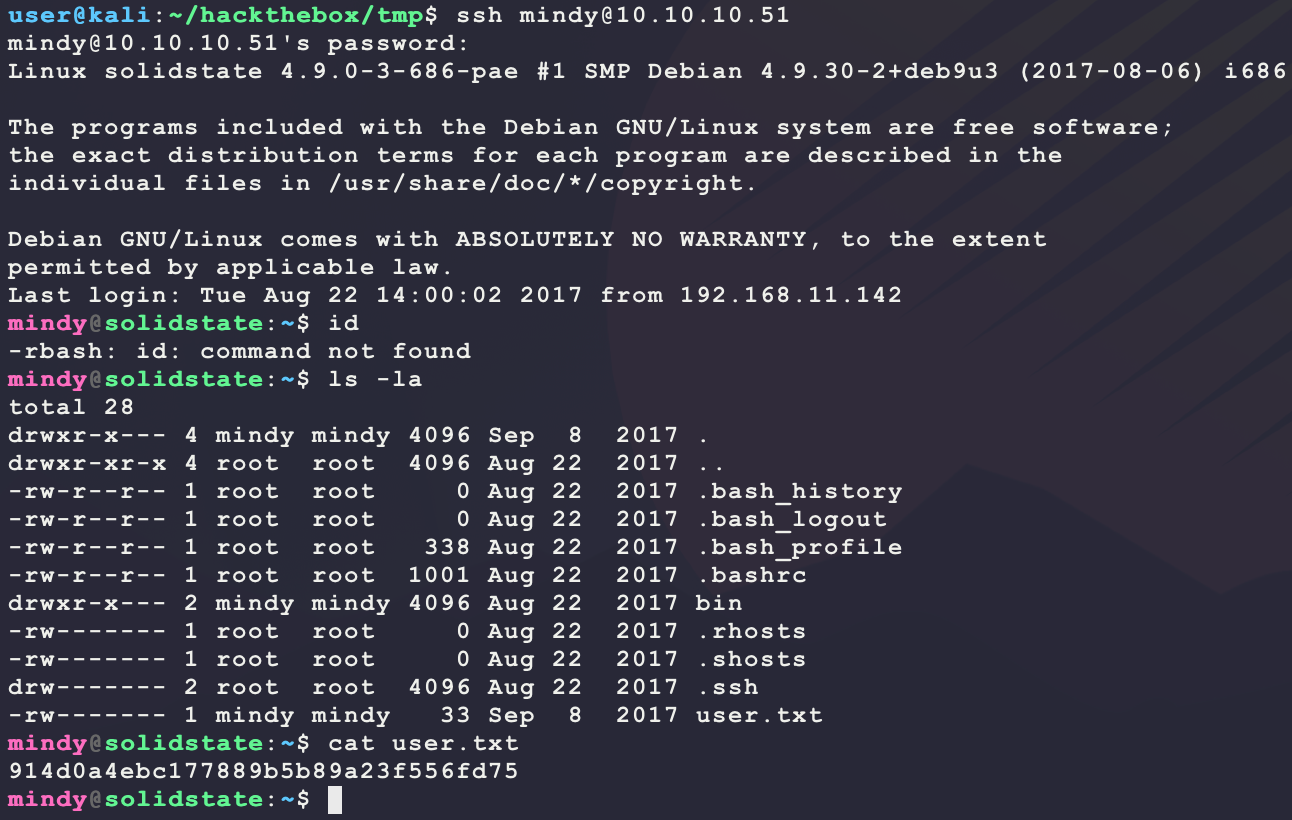 user@kali:~/hackthebox/tmp$ ssh mindy@10.10.10.51
mindy@10.10.10.51's password:
Linux solidstate 4.9.0-3-686-pae #1 SMP Debian 4.9.30-2+deb9u3 (2017-08-06) i686

The programs included with the Debian GNU/Linux system are free software;
the exact distribution terms for each program are described in the
individual files in /usr/share/doc/*/copyright.

Debian GNU/Linux comes with ABSOLUTELY NO WARRANTY, to the extent
permitted by applicable law.
Last login: Tue Aug 22 14:00:02 2017 from 192.168.11.142
mindy@solidstate:~$ id
-rbash: id: command not found
mindy@solidstate:~$ ls -la
total 28
drwxr-x--- 4 mindy mindy 4096 Sep  8  2017 .
drwxr-xr-x 4 root  root  4096 Aug 22  2017 ..
-rw-r--r-- 1 root  root     0 Aug 22  2017 .bash_history
-rw-r--r-- 1 root  root     0 Aug 22  2017 .bash_logout
-rw-r--r-- 1 root  root   338 Aug 22  2017 .bash_profile
-rw-r--r-- 1 root  root  1001 Aug 22  2017 .bashrc
drwxr-x--- 2 mindy mindy 4096 Aug 22  2017 bin
-rw------- 1 root  root     0 Aug 22  2017 .rhosts
-rw------- 1 root  root     0 Aug 22  2017 .shosts
drw------- 2 root  root  4096 Aug 22  2017 .ssh
-rw------- 1 mindy mindy   33 Sep  8  2017 user.txt
mindy@solidstate:~$ cat user.txt
914d0a4ebc177889b5b89a23f556fd75
mindy@solidstate:~$